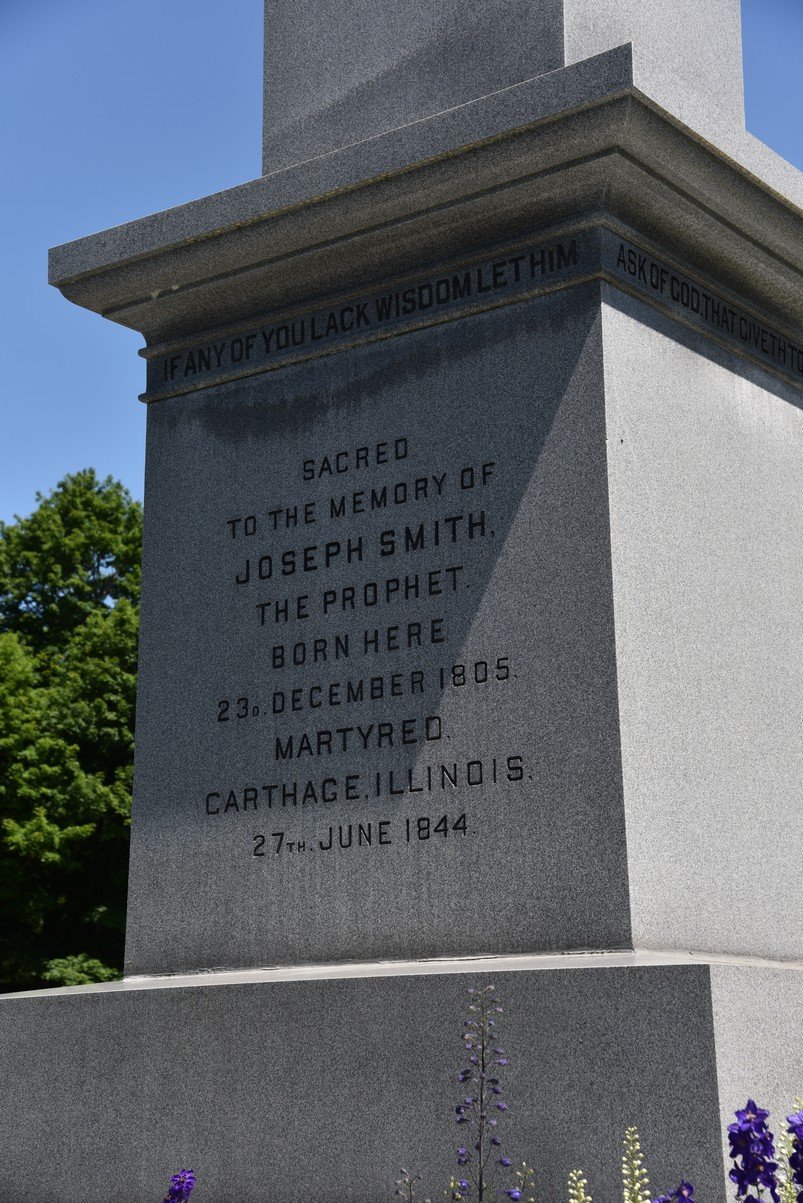 IF ANY OF YOU LACK WISDOM LET HIM
ASK OF GOD, THAT GIVETH TO
SACRED
TO THE MEMORY OF
JOSEPH SMITH,
THE PROPHET.
BORN HERE
23D. DECEMBER 1805.
MARTYRED.
CARTHAGE, ILLINOIS.
27TH. JUNE 1844.